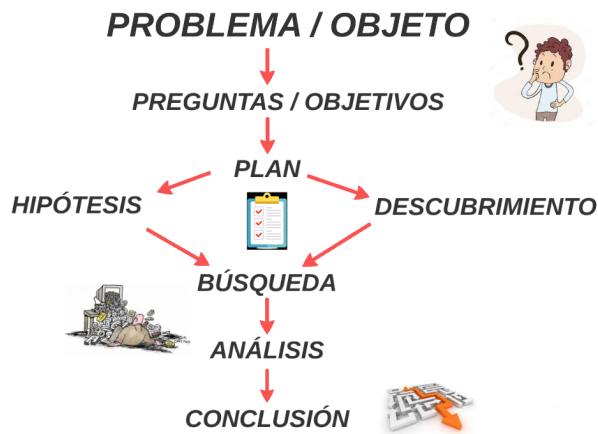 PROBLEMA / OBJETO
PREGUNTAS / OBJETIVOS
PLAN
HIPÓTESIS
DESCUBRIMIENTO
BÚSQUEDA
ANÁLISIS
CONCLUSIÓN